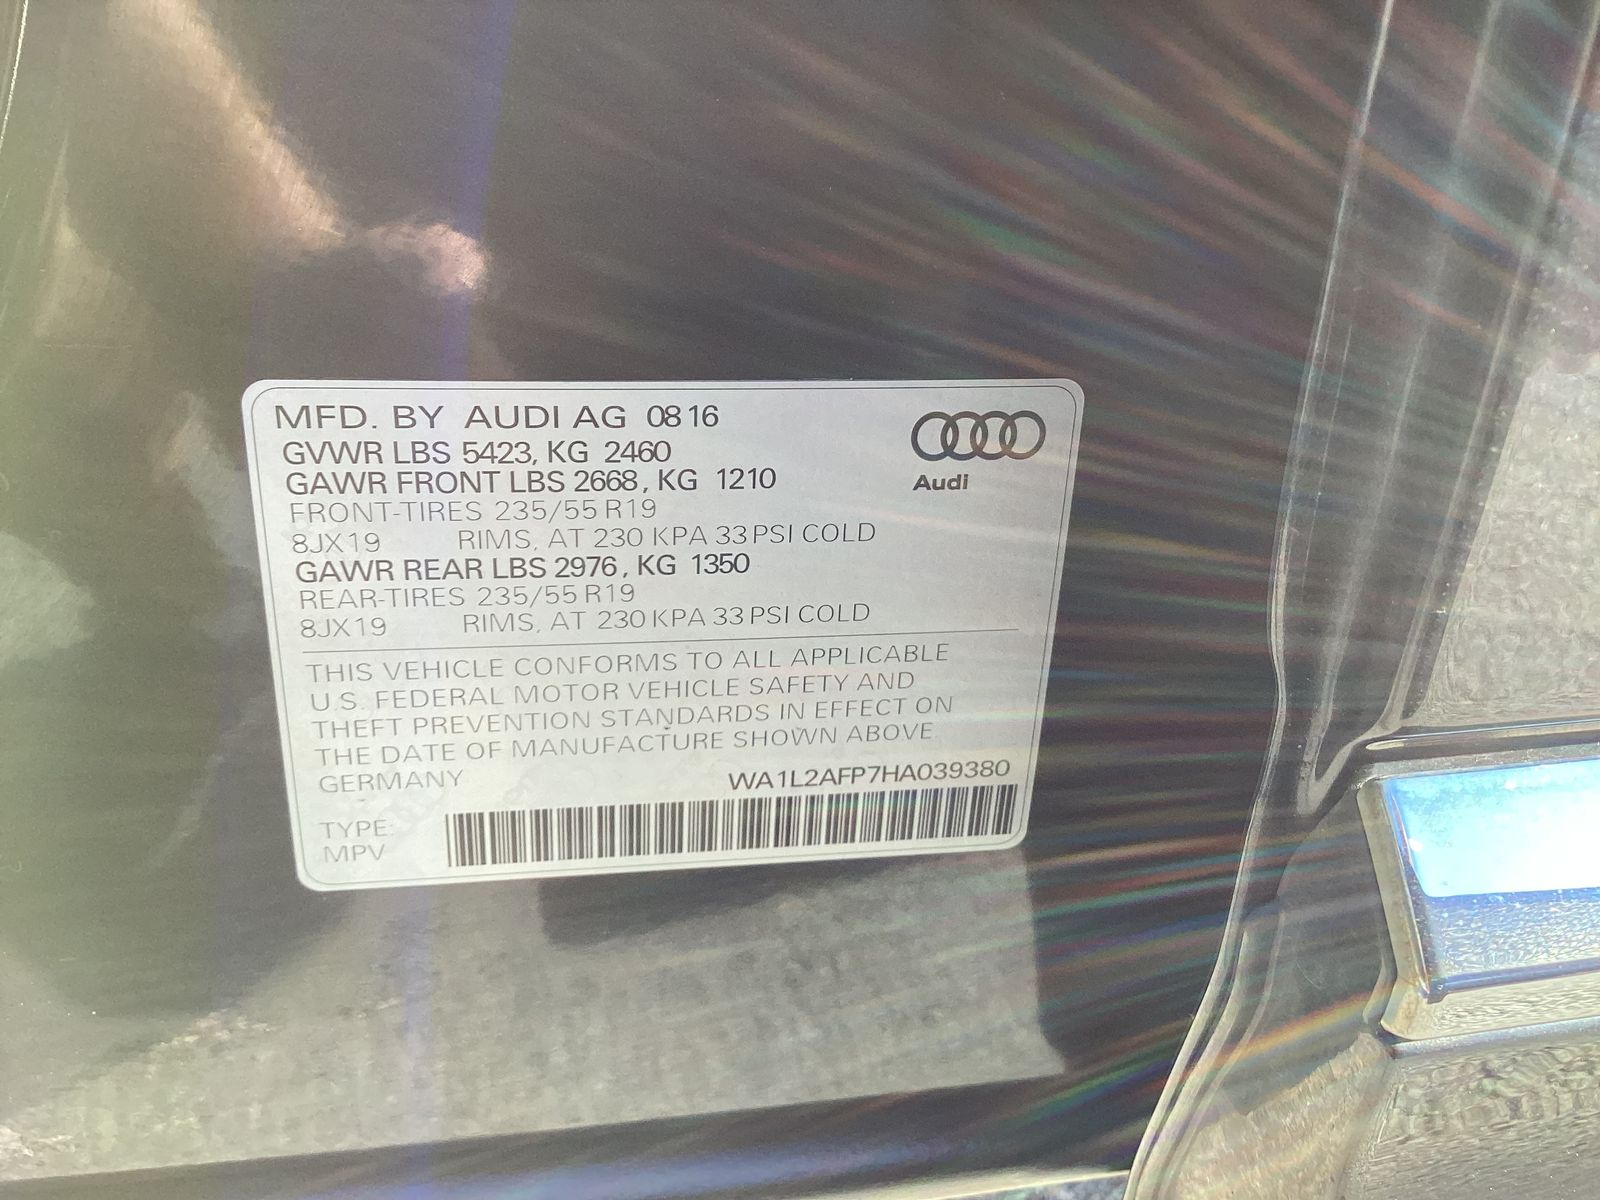 MFD. BY AUDI AG 0816
GVWR LBS 5423, KG 2460
GAWR FRONT LBS 2668, KG 1210
FRONT-TIRES 235/55 R19
8JX19 RIMS, AT 230 KPA 33 PSI COLD
GAWR REAR LBS 2976, KG 1350
REAR-TIRES 235/55 R19
8JX19 RIMS, AT 230 KPA 33 PSI COLD
Audi
THIS VEHICLE CONFORMS TO ALL APPLICABLE
U.S. FEDERAL MOTOR VEHICLE SAFETY AND
THEFT PREVENTION STANDARDS IN EFFECT ON
THE DATE OF MANUFACTURE SHOWN ABOVE
GERMANY WA1L2AFP7HA039380
TYPE:
MPV